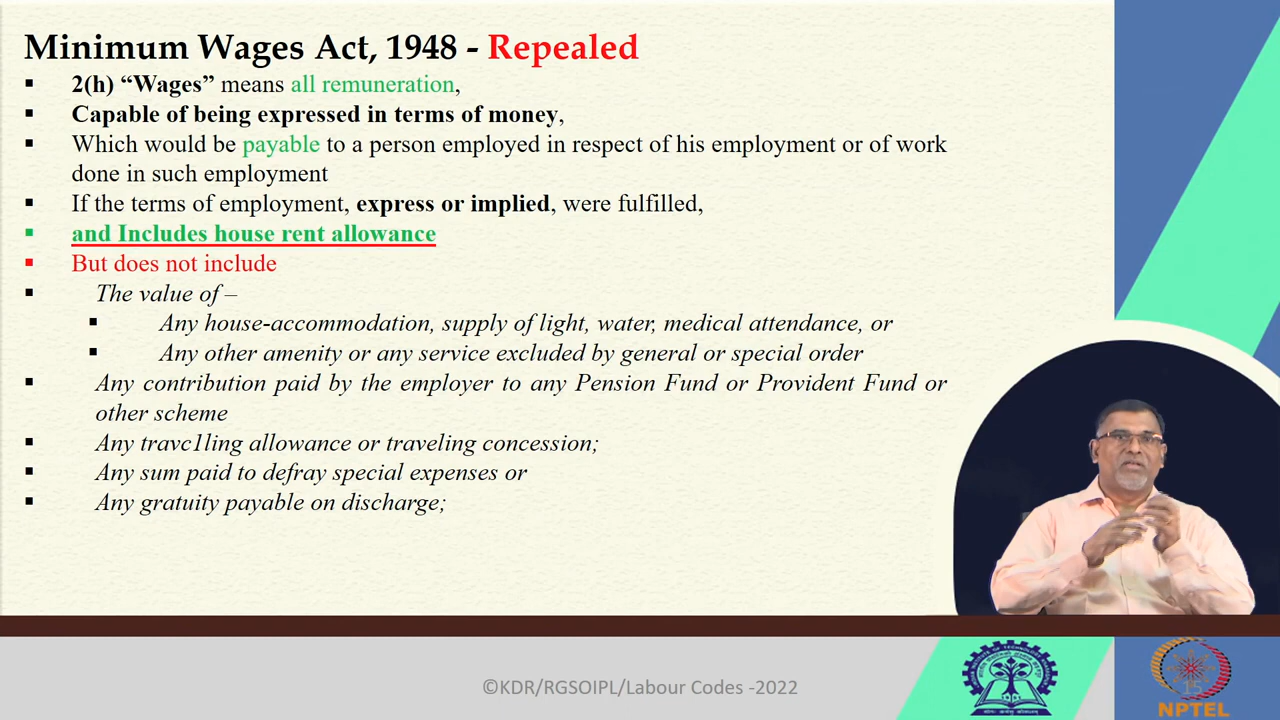 Minimum Wages Act, 1948 - Repealed
▪ 2(h) “Wages” means all remuneration,
▪ Capable of being expressed in terms of money,
▪ Which would be payable to a person employed in respect of his employment or of work
done in such employment
▪ If the terms of employment, express or implied, were fulfilled,
▪ and Includes house rent allowance
▪ But does not include
▪ The value of –
▪ Any house-accommodation, supply of light, water, medical attendance, or
▪ Any other amenity or any service excluded by general or special order
▪ Any contribution paid by the employer to any Pension Fund or Provident Fund or
other scheme
▪ Any travc1ling allowance or traveling concession;
▪ Any sum paid to defray special expenses or
▪ Any gratuity payable on discharge;
©KDR/RGSOIPL/Labour Codes -2022
15
NPTEL